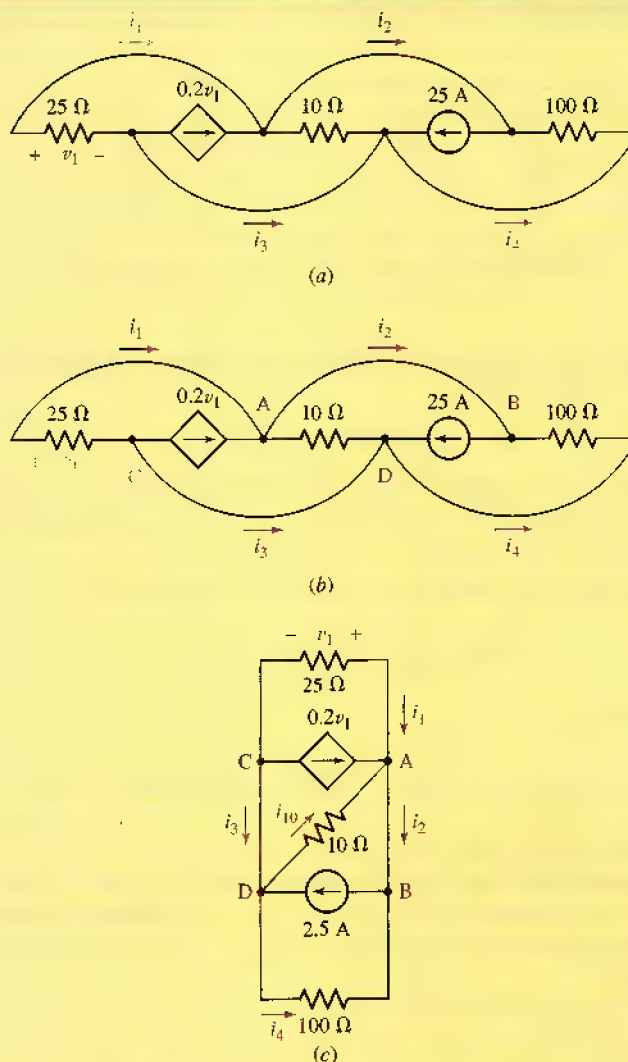 i₁ i₂
25 Ω 0.2v₁ 10 Ω 25 A 100 Ω
+ v₁ −
i₃
(a)
i₁ i₂
25 Ω 0.2v₁ A 10 Ω 25 A B 100 Ω
C D
i₃ i₄
(b)
− v₁ +
25 Ω
0.2v₁ i₁
C A
i₃ i₁₀ 10 Ω i₂
D B
2.5 A
i₄ 100 Ω
(c)